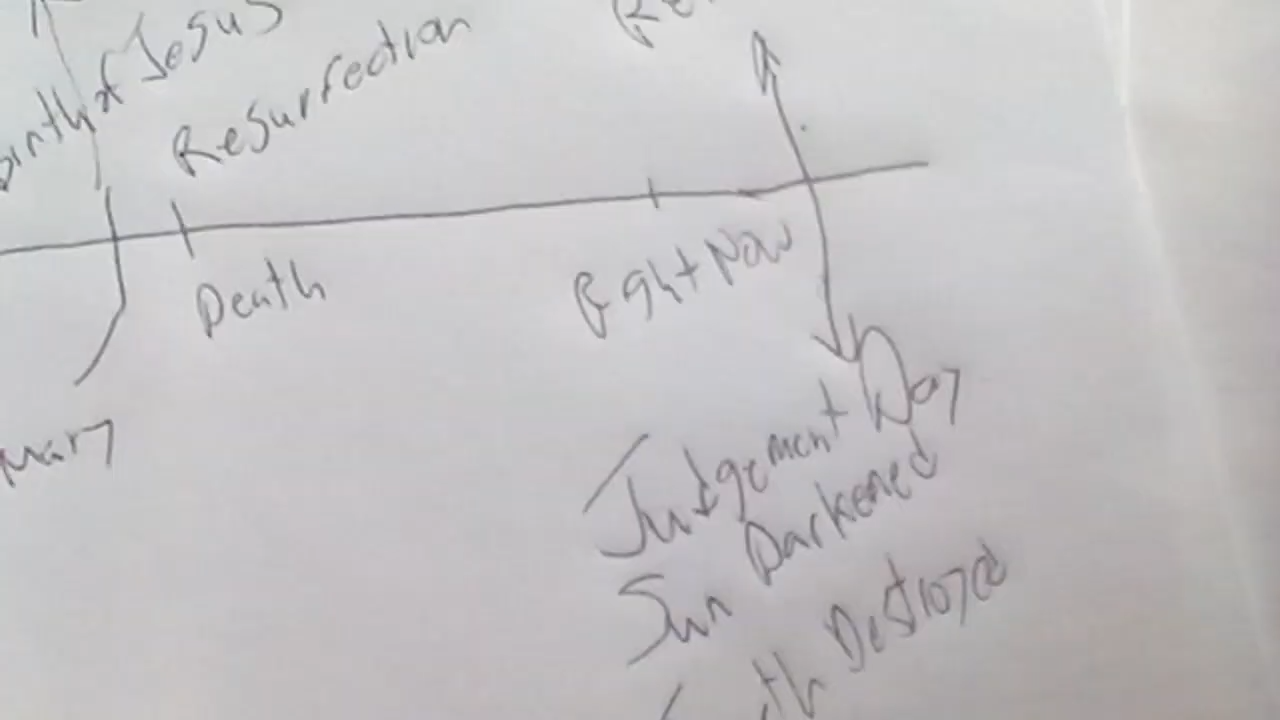 birth of Jesus
Resurrection
Death
Right Now
Mary
Judgement Day
Sun Darkened
Destroyed